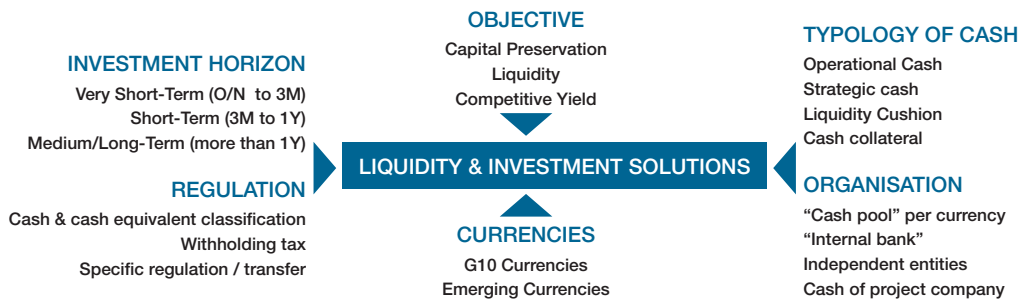 OBJECTIVE
Capital Preservation
Liquidity
Competitive Yield
INVESTMENT HORIZON
Very Short-Term (O/N to 3M)
Short-Term (3M to 1Y)
Medium/Long-Term (more than 1Y)
TYPOLOGY OF CASH
Operational Cash
Strategic cash
Liquidity Cushion
Cash collateral
LIQUIDITY & INVESTMENT SOLUTIONS
REGULATION
Cash & cash equivalent classification
Withholding tax
Specific regulation / transfer
CURRENCIES
G10 Currencies
Emerging Currencies
ORGANISATION
“Cash pool” per currency
“Internal bank”
Independent entities
Cash of project company